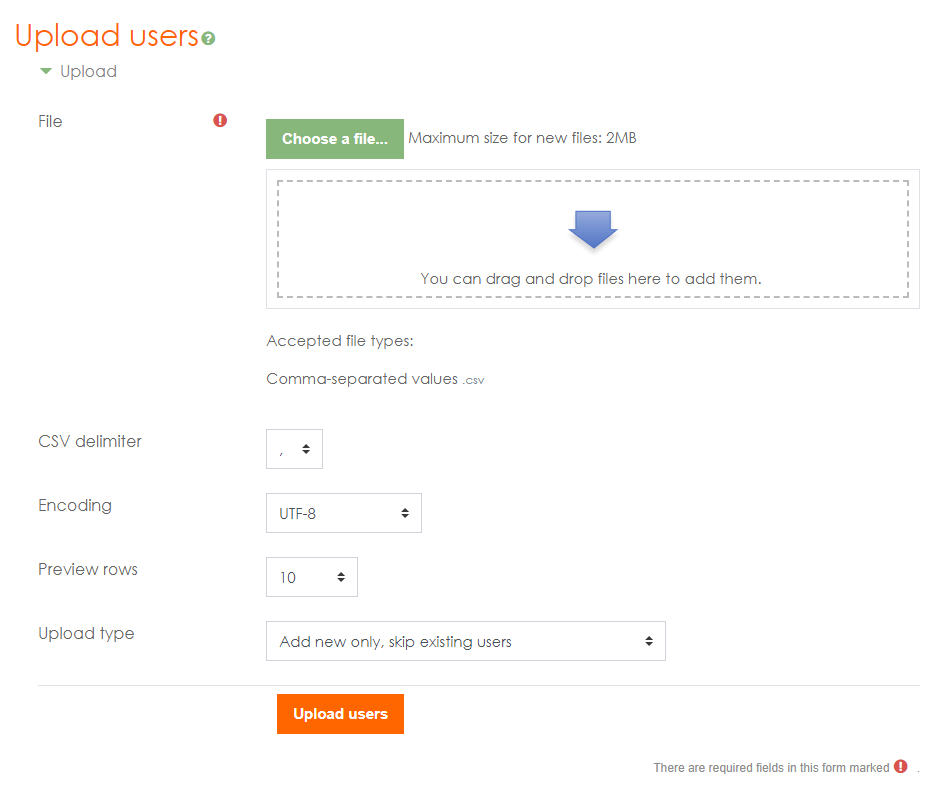 Upload users
Upload
File
Choose a file... Maximum size for new files: 2MB
You can drag and drop files here to add them.
Accepted file types:
Comma-separated values .csv
CSV delimiter ,
Encoding UTF-8
Preview rows 10
Upload type Add new only, skip existing users
Upload users
There are required fields in this form marked .